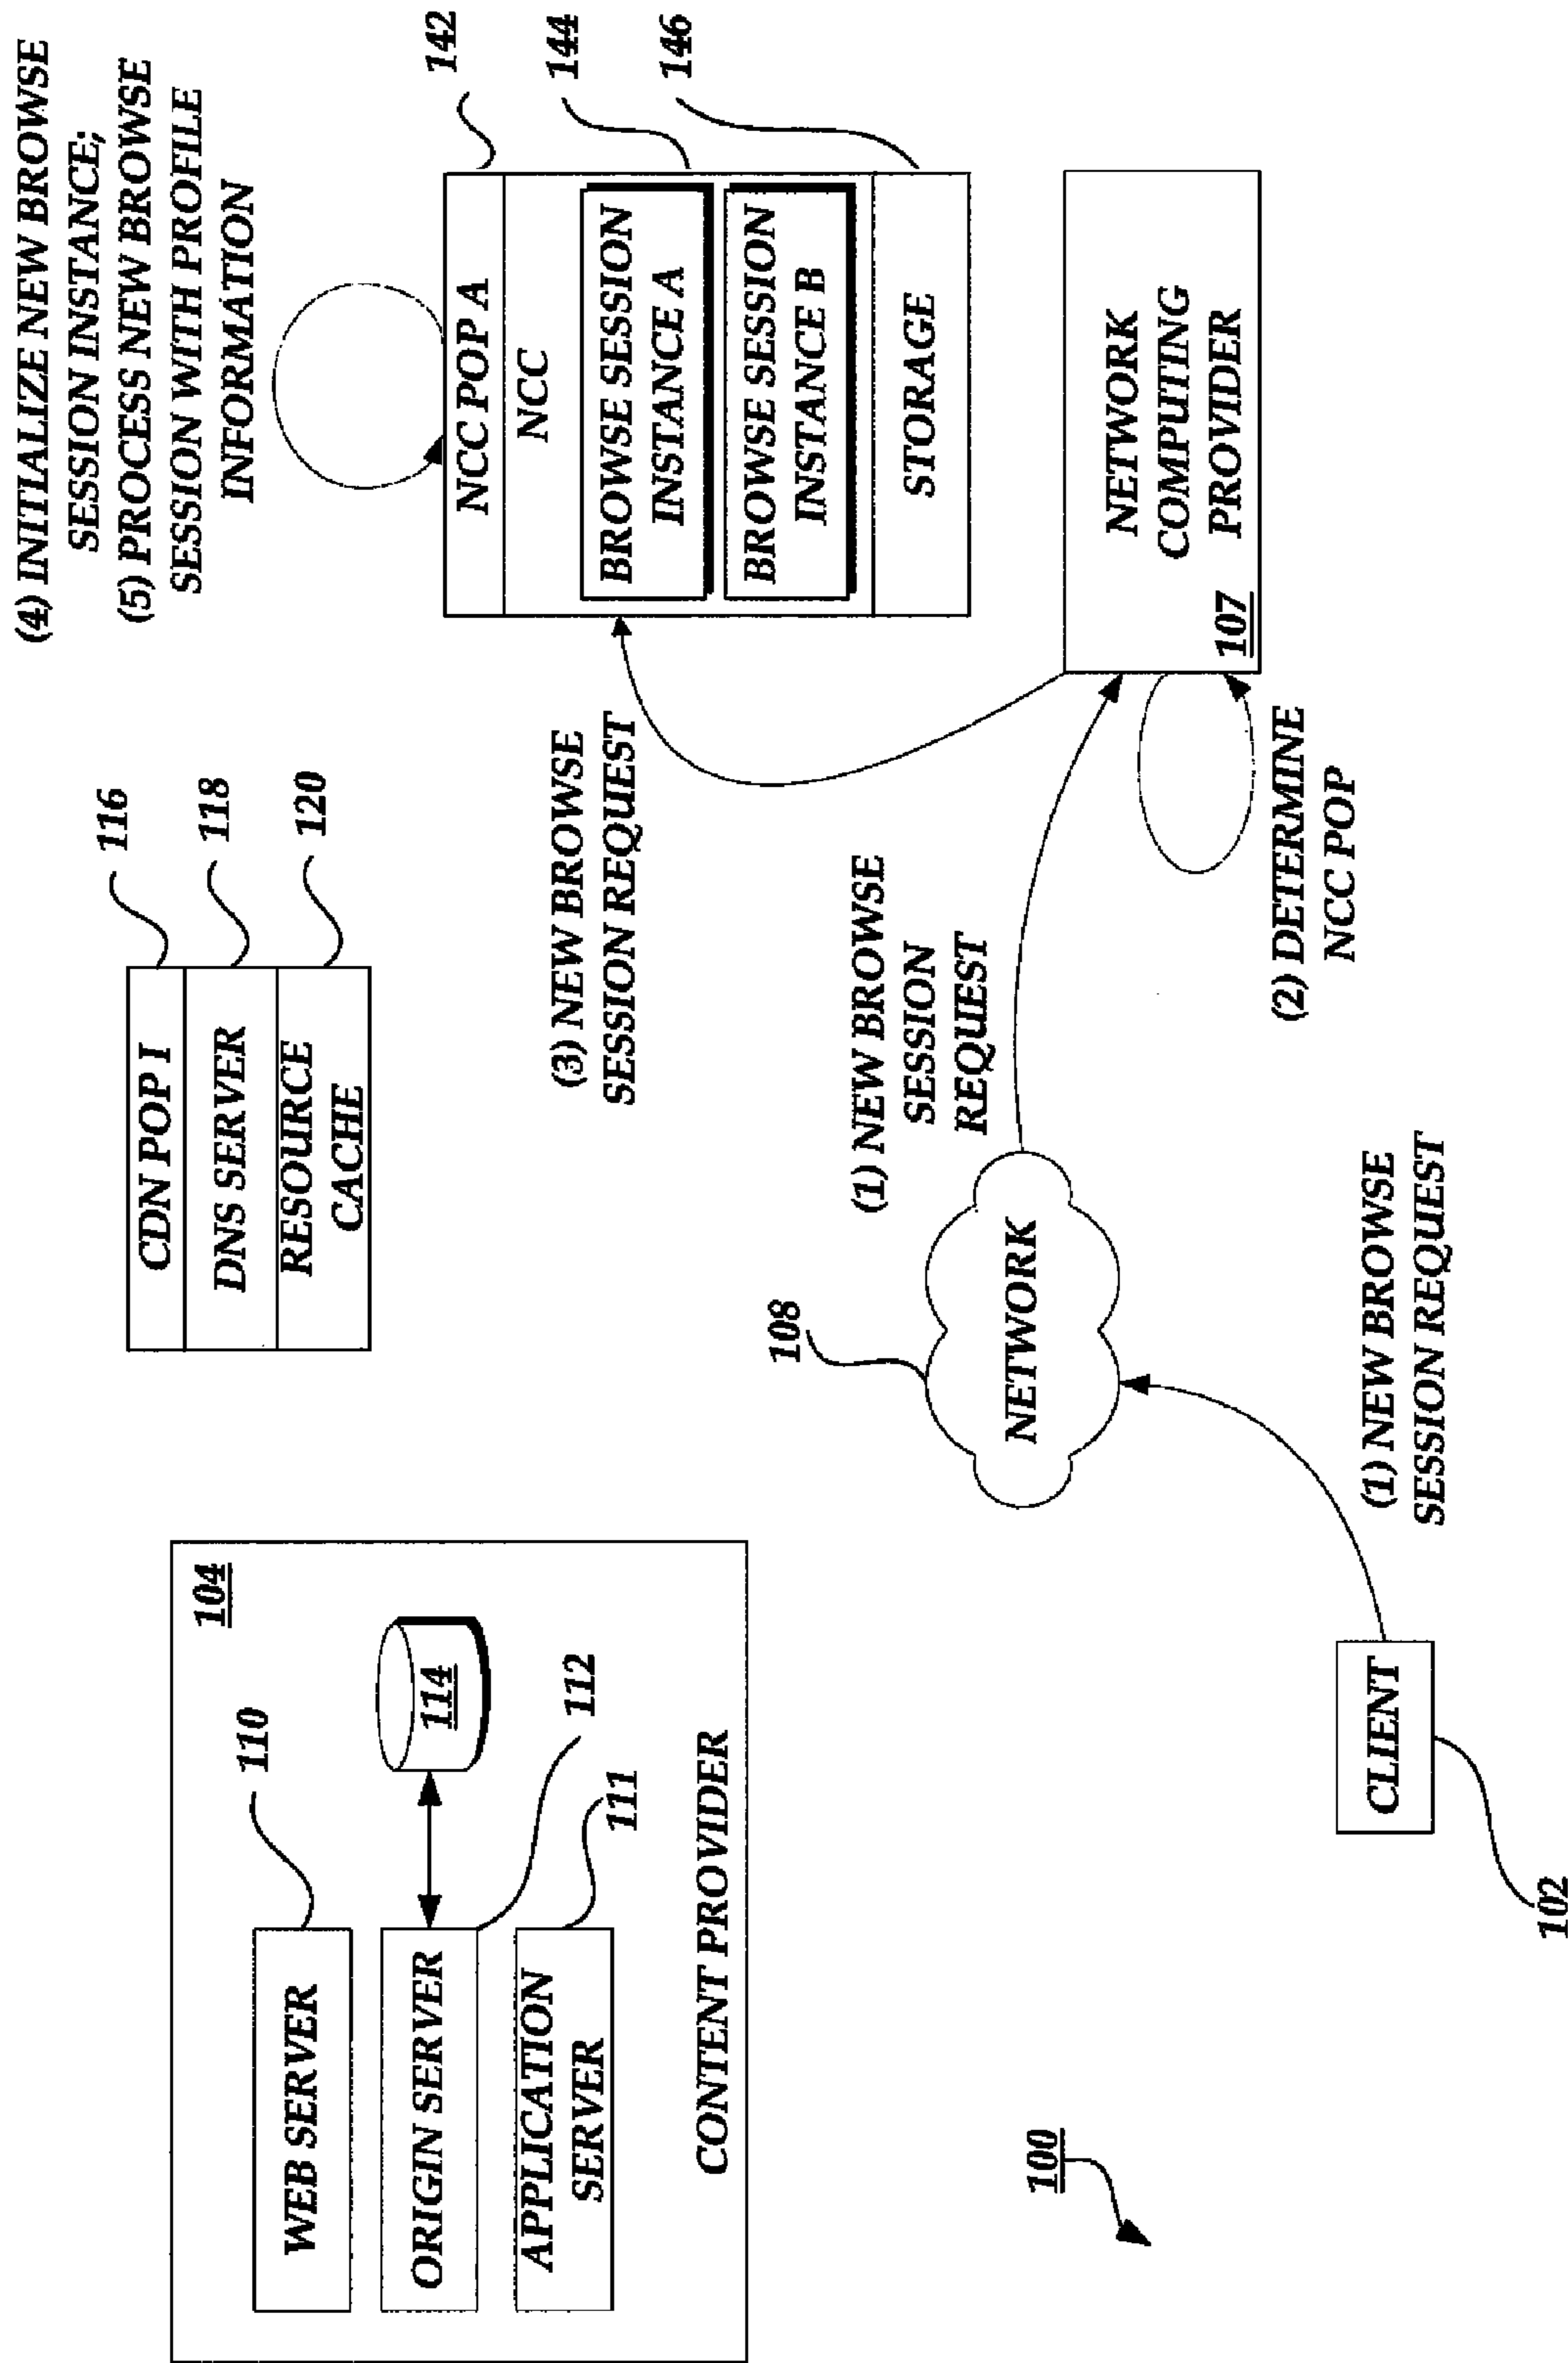 104
110
WEB SERVER
ORIGIN SERVER
114
112
APPLICATION
SERVER
111
CONTENT PROVIDER
116
CDN POP I
118
DNS SERVER
120
RESOURCE
CACHE
(4) INITIALIZE NEW BROWSE
SESSION INSTANCE;
(5) PROCESS NEW BROWSE
SESSION WITH PROFILE
INFORMATION
142
NCC POP A
NCC
144
BROWSE SESSION
INSTANCE A
BROWSE SESSION
INSTANCE B
146
STORAGE
(3) NEW BROWSE
SESSION REQUEST
108
NETWORK
(1) NEW BROWSE
SESSION
REQUEST
NETWORK
COMPUTING
PROVIDER
107
(2) DETERMINE
NCC POP
(1) NEW BROWSE
SESSION REQUEST
CLIENT
102
100